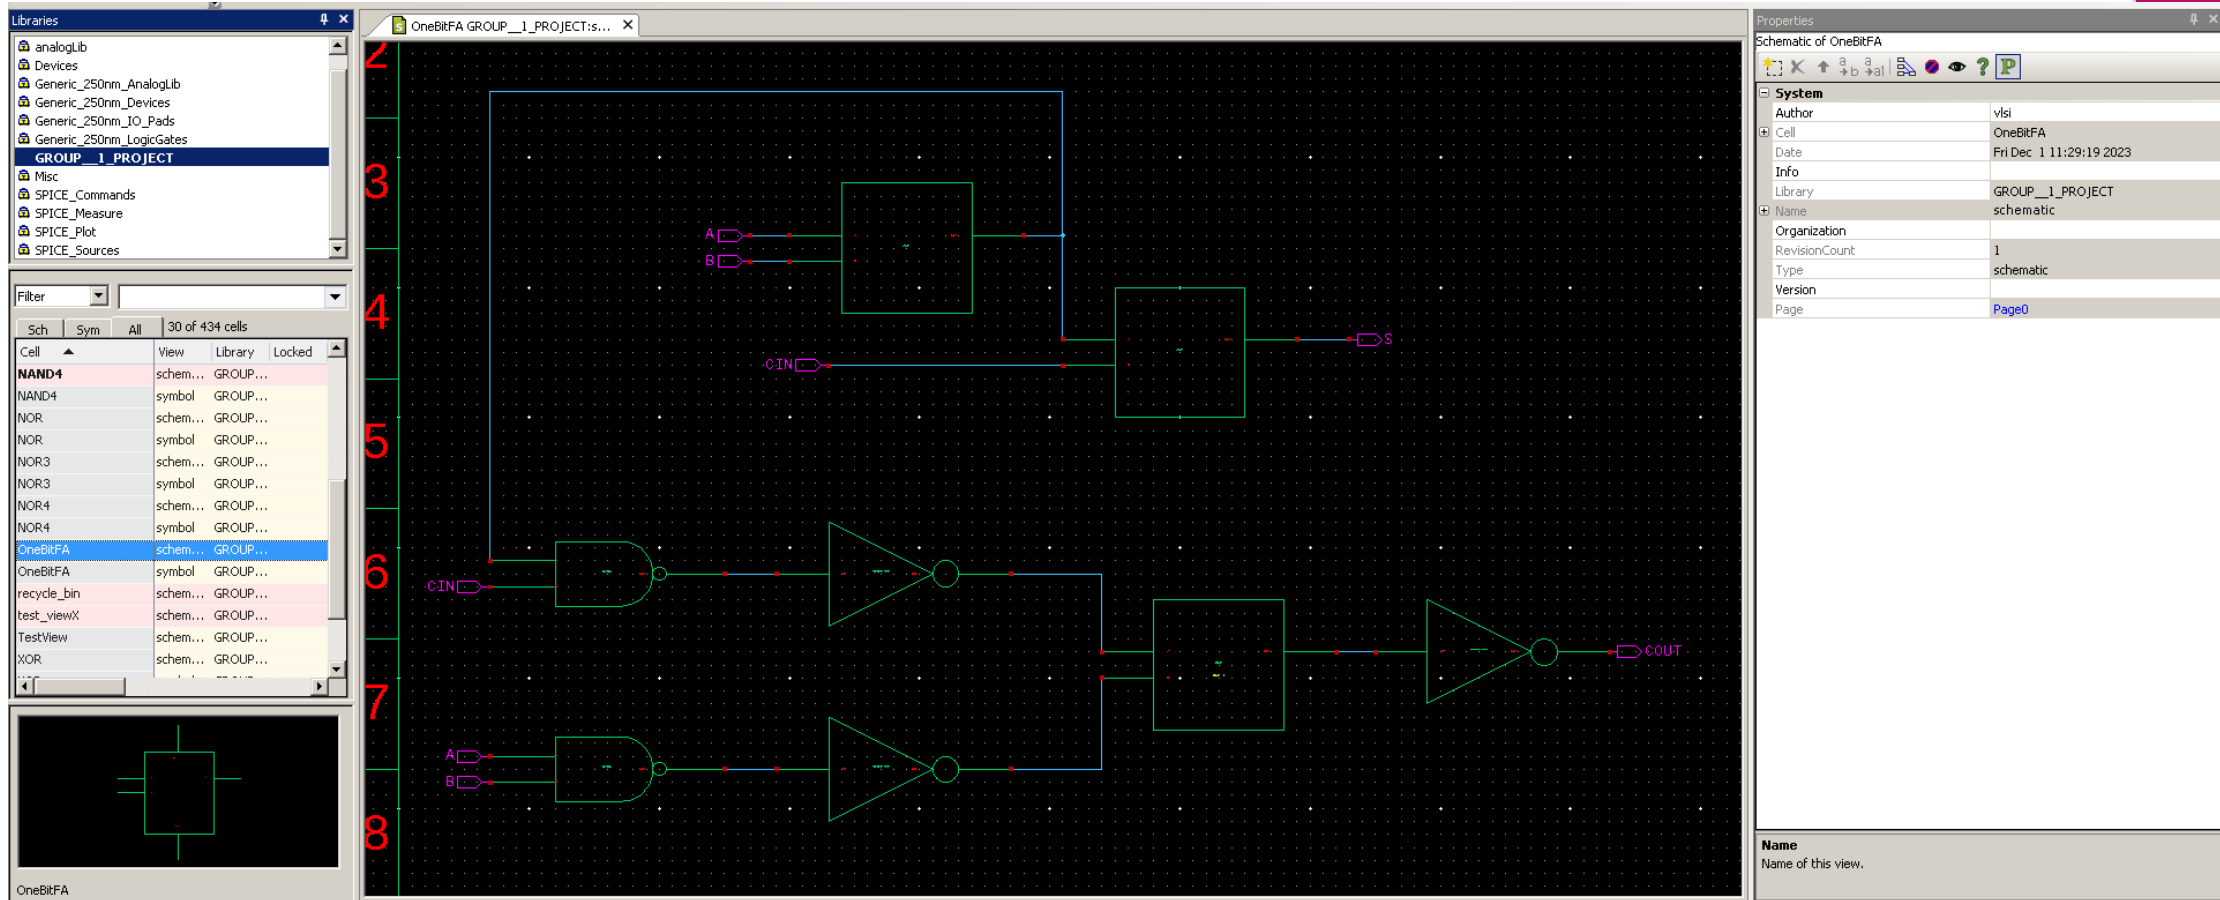 Libraries
analogLib
Devices
Generic_250nm_AnalogLib
Generic_250nm_Devices
Generic_250nm_IO_Pads
Generic_250nm_LogicGates
GROUP__1_PROJECT
Misc
SPICE_Commands
SPICE_Measure
SPICE_Plot
SPICE_Sources
Filter
Sch Sym All 30 of 434 cells
Cell View Library Locked
NAND4 schem... GROUP...
NAND4 symbol GROUP...
NOR schem... GROUP...
NOR symbol GROUP...
NOR3 schem... GROUP...
NOR3 symbol GROUP...
NOR4 schem... GROUP...
NOR4 symbol GROUP...
OneBitFA schem... GROUP...
OneBitFA symbol GROUP...
recycle_bin schem... GROUP...
test_viewX schem... GROUP...
TestView schem... GROUP...
XOR schem... GROUP...
OneBitFA
OneBitFA GROUP__1_PROJECT:s...
2
3
A
B
4
CIN
S
5
6
CIN
COUT
7
A
B
8
Properties
Schematic of OneBitFA
System
Author vlsi
Cell OneBitFA
Date Fri Dec 1 11:29:19 2023
Info
Library GROUP__1_PROJECT
Name schematic
Organization
RevisionCount 1
Type schematic
Version
Page Page0
Name
Name of this view.